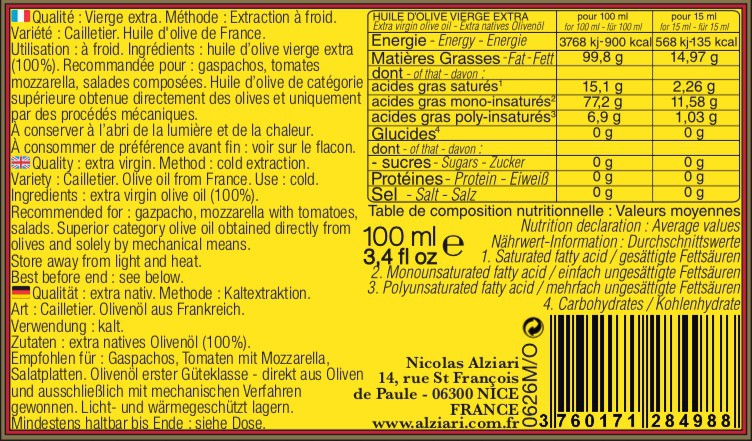 Qualité : Vierge extra. Méthode : Extraction à froid.
Variété : Cailletier. Huile d'olive de France.
Utilisation : à froid. Ingrédients : huile d'olive vierge extra
(100%). Recommandée pour : gaspachos, tomates
mozzarella, salades composées. Huile d'olive de catégorie
supérieure obtenue directement des olives et uniquement
par des procédés mécaniques.
À conserver à l'abri de la lumière et de la chaleur.
À consommer de préférence avant fin : voir sur le flacon.
Quality : extra virgin. Method : cold extraction.
Variety : Cailletier. Olive oil from France. Use : cold.
Ingredients : extra virgin olive oil (100%).
Recommended for : gazpacho, mozzarella with tomatoes,
salads. Superior category olive oil obtained directly from
olives and solely by mechanical means.
Store away from light and heat.
Best before end : see below.
Qualität : extra nativ. Methode : Kaltextraktion.
Art : Cailletier. Olivenöl aus Frankreich.
Verwendung : kalt.
Zutaten : extra natives Olivenöl (100%).
Empfohlen für : Gaspachos, Tomaten mit Mozzarella,
Salatplatten. Olivenöl erster Güteklasse - direkt aus Oliven
und ausschließlich mit mechanischen Verfahren
gewonnen. Licht- und wärmegeschützt lagern.
Mindestens haltbar bis Ende : siehe Dose.
HUILE D'OLIVE VIERGE EXTRA pour 100 ml pour 15 ml
Extra virgin olive oil - Extra natives Olivenöl for 100 ml - für 100 ml for 15 ml - für 15 ml
Energie - Energy - Energie 3768 kj-900 kcal 568 kj-135 kcal
Matières Grasses - Fat - Fett 99,8 g 14,97 g
dont - of that - davon :
acides gras saturés¹ 15,1 g 2,26 g
acides gras mono-insaturés² 77,2 g 11,58 g
acides gras poly-insaturés³ 6,9 g 1,03 g
Glucides⁴ 0 g 0 g
dont - of that - davon :
- sucres - Sugars - Zucker 0 g 0 g
Protéines - Protein - Eiweiß 0 g 0 g
Sel - Salt - Salz 0 g 0 g
Table de composition nutritionnelle : Valeurs moyennes
Nutrition declaration : Average values
Nährwert-Information : Durchschnittswerte
1. Saturated fatty acid / gesättigte Fettsäuren
2. Monounsaturated fatty acid / einfach ungesättigte Fettsäuren
3. Polyunsaturated fatty acid / mehrfach ungesättigte Fettsäuren
4. Carbohydrates / Kohlenhydrate
100 ml e
3,4 fl oz
Nicolas Alziari
14, rue St François
de Paule - 06300 NICE
FRANCE
www.alziari.com.fr
0626M/O
3 760171 284988